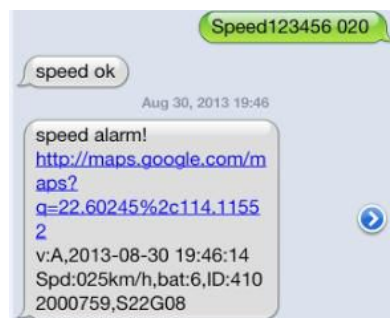 Speed123456 020
speed ok
Aug 30, 2013 19:46
speed alarm!
http://maps.google.com/m
aps?
q=22.60245%2c114.1155
2
v:A,2013-08-30 19:46:14
Spd:025km/h,bat:6,ID:410
2000759,S22G08